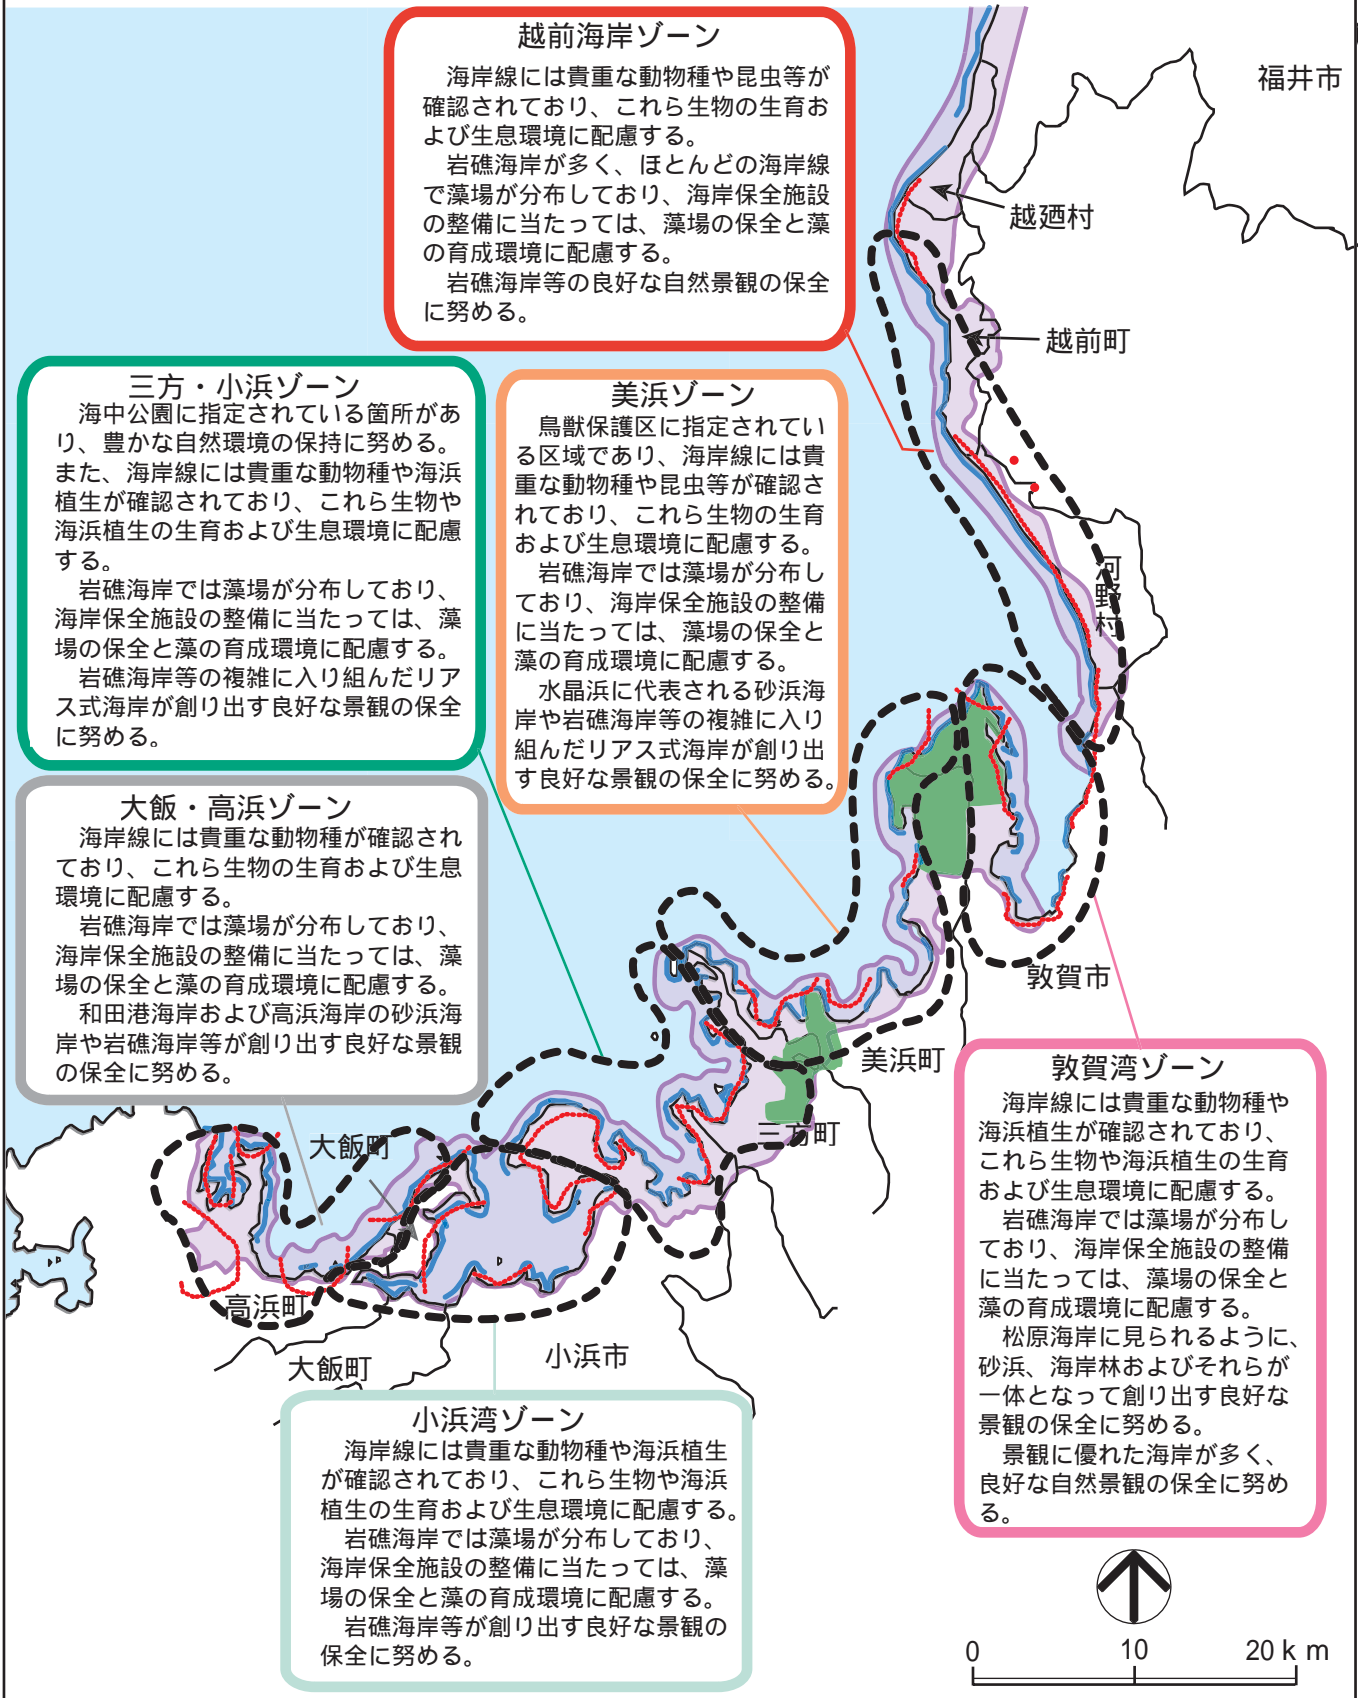 越前海岸ゾーン
　海岸線には貴重な動物種や昆虫等が
確認されており、これら生物の生育お
よび生息環境に配慮する。
　岩礁海岸が多く、ほとんどの海岸線
で藻場が分布しており、海岸保全施設
の整備に当たっては、藻場の保全と藻
の育成環境に配慮する。
　岩礁海岸等の良好な自然景観の保全
に努める。
福井市
越廼村
越前町
河野村
三方・小浜ゾーン
　海中公園に指定されている箇所があ
り、豊かな自然環境の保持に努める。
また、海岸線には貴重な動物種や海浜
植生が確認されており、これら生物や
海浜植生の生育および生息環境に配慮
する。
　岩礁海岸では藻場が分布しており、
海岸保全施設の整備に当たっては、藻
場の保全と藻の育成環境に配慮する。
　岩礁海岸等の複雑に入り組んだリア
ス式海岸が創り出す良好な景観の保全
に努める。
美浜ゾーン
　鳥獣保護区に指定されてい
る区域であり、海岸線には貴
重な動物種や昆虫等が確認さ
れており、これら生物の生育
および生息環境に配慮する。
　岩礁海岸では藻場が分布し
ており、海岸保全施設の整備
に当たっては、藻場の保全と
藻の育成環境に配慮する。
　水晶浜に代表される砂浜海
岸や岩礁海岸等の複雑に入り
組んだリアス式海岸が創り出
す良好な景観の保全に努める。
大飯・高浜ゾーン
　海岸線には貴重な動物種が確認され
ており、これら生物の生育および生息
環境に配慮する。
　岩礁海岸では藻場が分布しており、
海岸保全施設の整備に当たっては、藻
場の保全と藻の育成環境に配慮する。
　和田港海岸および高浜海岸の砂浜海
岸や岩礁海岸等が創り出す良好な景観
の保全に努める。
敦賀市
美浜町
三方町
大飯町
高浜町
大飯町
小浜市
敦賀湾ゾーン
　海岸線には貴重な動物種や
海浜植生が確認されており、
これら生物や海浜植生の生育
および生息環境に配慮する。
　岩礁海岸では藻場が分布し
ており、海岸保全施設の整備
に当たっては、藻場の保全と
藻の育成環境に配慮する。
　松原海岸に見られるように、
砂浜、海岸林およびそれらが
一体となって創り出す良好な
景観の保全に努める。
　景観に優れた海岸が多く、
良好な自然景観の保全に努め
る。
小浜湾ゾーン
　海岸線には貴重な動物種や海浜植生
が確認されており、これら生物や海浜
植生の生育および生息環境に配慮する。
　岩礁海岸では藻場が分布しており、
海岸保全施設の整備に当たっては、藻
場の保全と藻の育成環境に配慮する。
　岩礁海岸等が創り出す良好な景観の
保全に努める。
0 10 20ｋｍ